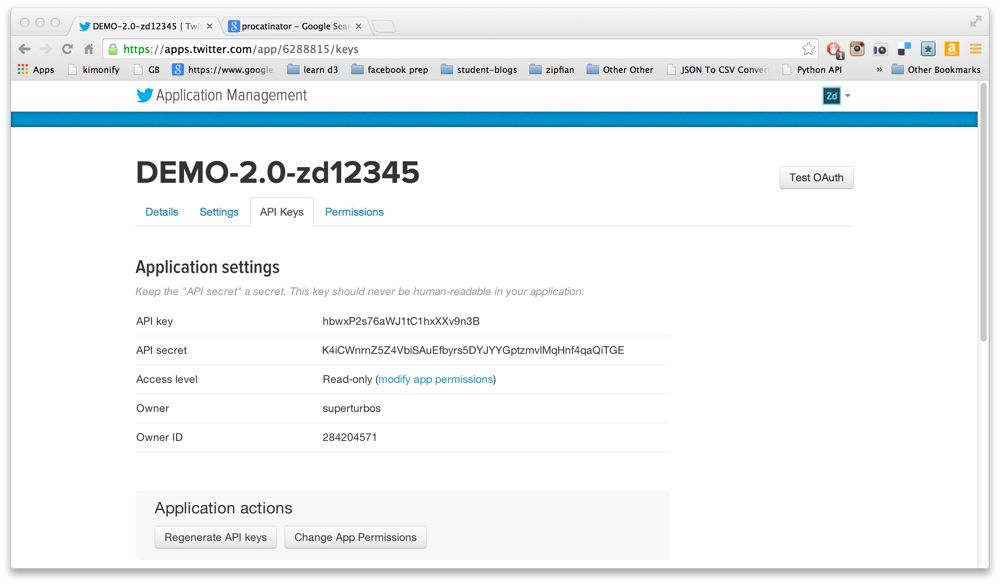 DEMO-2.0-zd12345 | Twi
procatinator - Google Sear
https://apps.twitter.com/app/6288815/keys
Apps kimonify GB https://www.google. learn d3 facebook prep student-blogs zipfian Other Other JSON To CSV Convert Python API » Other Bookmarks
Application Management
Zd
DEMO-2.0-zd12345
Test OAuth
Details Settings API Keys Permissions
Application settings
Keep the "API secret" a secret. This key should never be human-readable in your application.
API key hbwxP2s76aWJ1tC1hxXXv9n3B
API secret K4iCWnrnZ5Z4VbiSAuEfbyrs5DYJYYGptzmvlMqHnf4qaQiTGE
Access level Read-only (modify app permissions)
Owner superturbos
Owner ID 284204571
Application actions
Regenerate API keys Change App Permissions